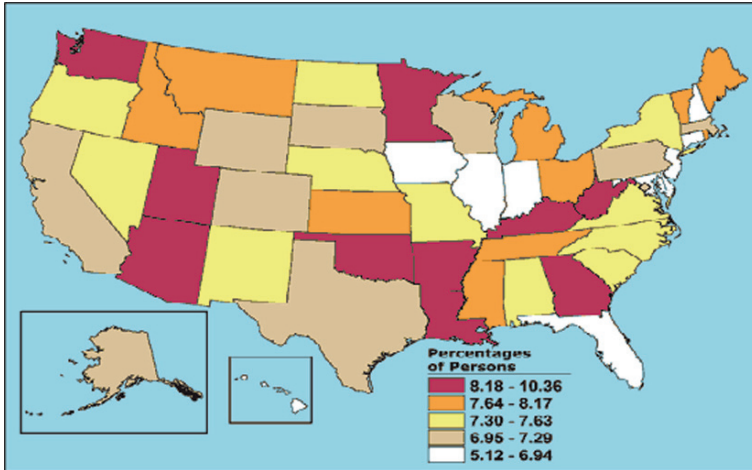 Percentages
of Persons
8.18 - 10.36
7.64 - 8.17
7.30 - 7.63
6.95 - 7.29
5.12 - 6.94